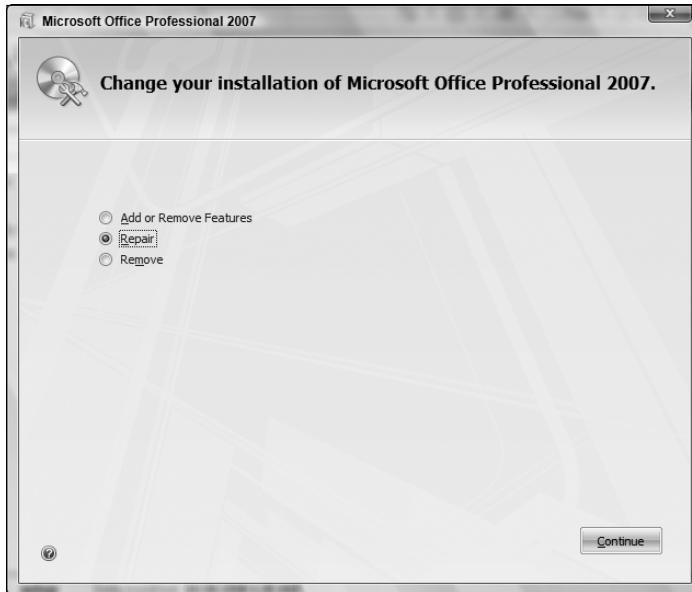 Microsoft Office Professional 2007
Change your installation of Microsoft Office Professional 2007.
Add or Remove Features
Repair
Remove
Continue